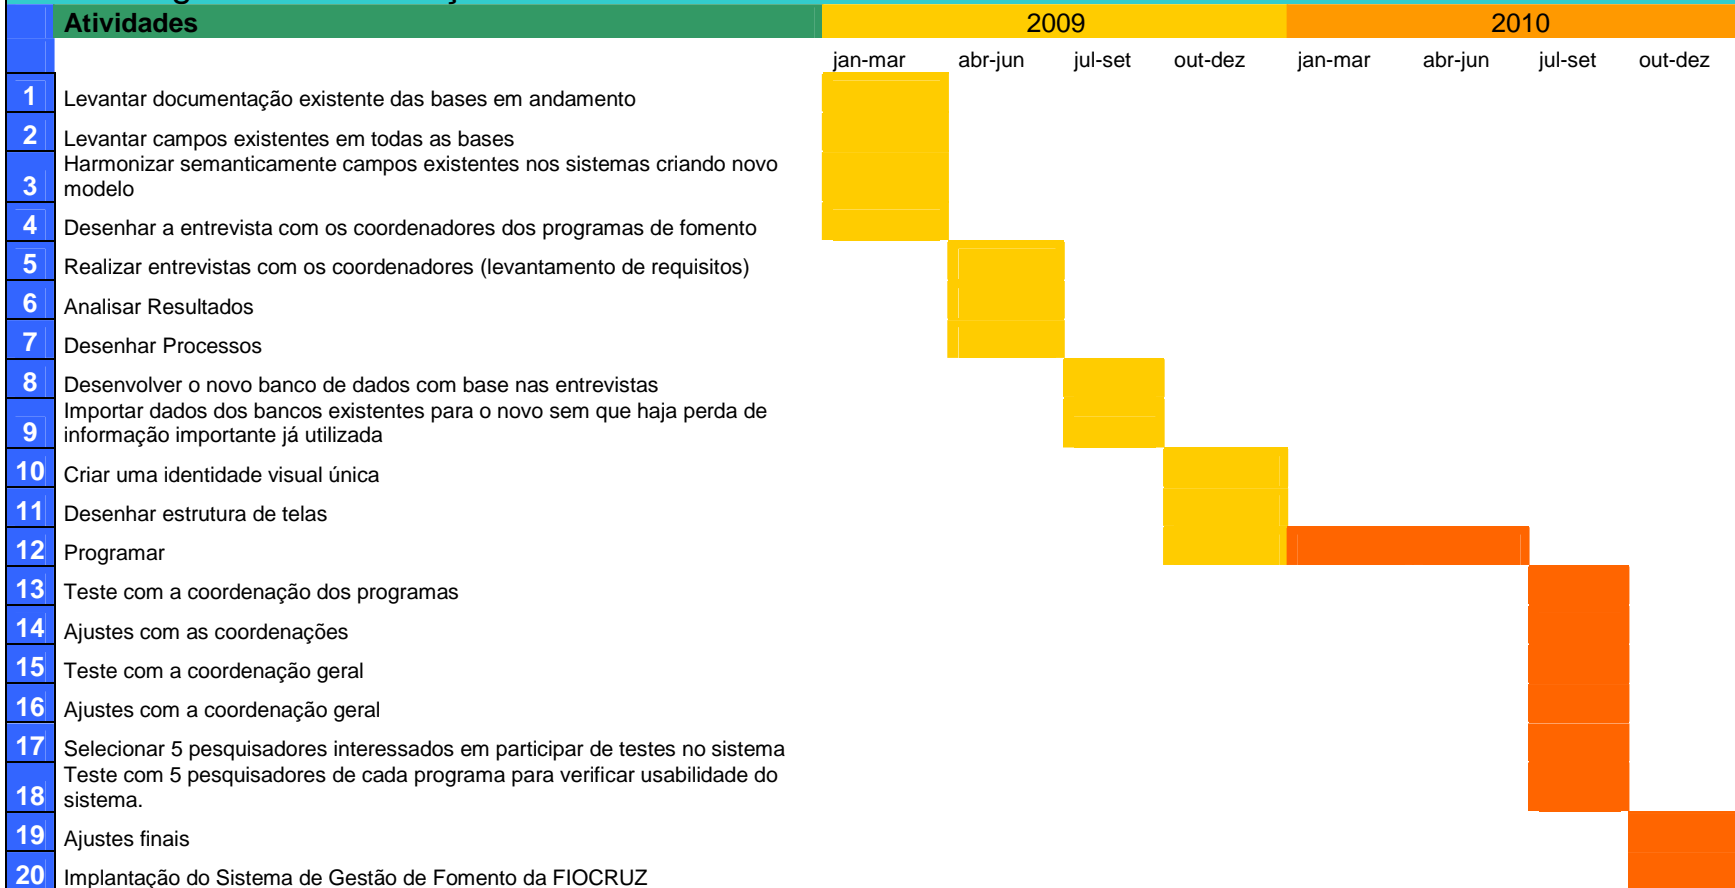 Atividades 2009 2010
jan-mar abr-jun jul-set out-dez jan-mar abr-jun jul-set out-dez
1 Levantar documentação existente das bases em andamento
2 Levantar campos existentes em todas as bases
Harmonizar semanticamente campos existentes nos sistemas criando novo
3 modelo
4 Desenhar a entrevista com os coordenadores dos programas de fomento
5 Realizar entrevistas com os coordenadores (levantamento de requisitos)
6 Analisar Resultados
7 Desenhar Processos
8 Desenvolver o novo banco de dados com base nas entrevistas
Importar dados dos bancos existentes para o novo sem que haja perda de
9 informação importante já utilizada
10 Criar uma identidade visual única
11 Desenhar estrutura de telas
12 Programar
13 Teste com a coordenação dos programas
14 Ajustes com as coordenações
15 Teste com a coordenação geral
16 Ajustes com a coordenação geral
17 Selecionar 5 pesquisadores interessados em participar de testes no sistema
Teste com 5 pesquisadores de cada programa para verificar usabilidade do
18 sistema.
19 Ajustes finais
20 Implantação do Sistema de Gestão de Fomento da FIOCRUZ